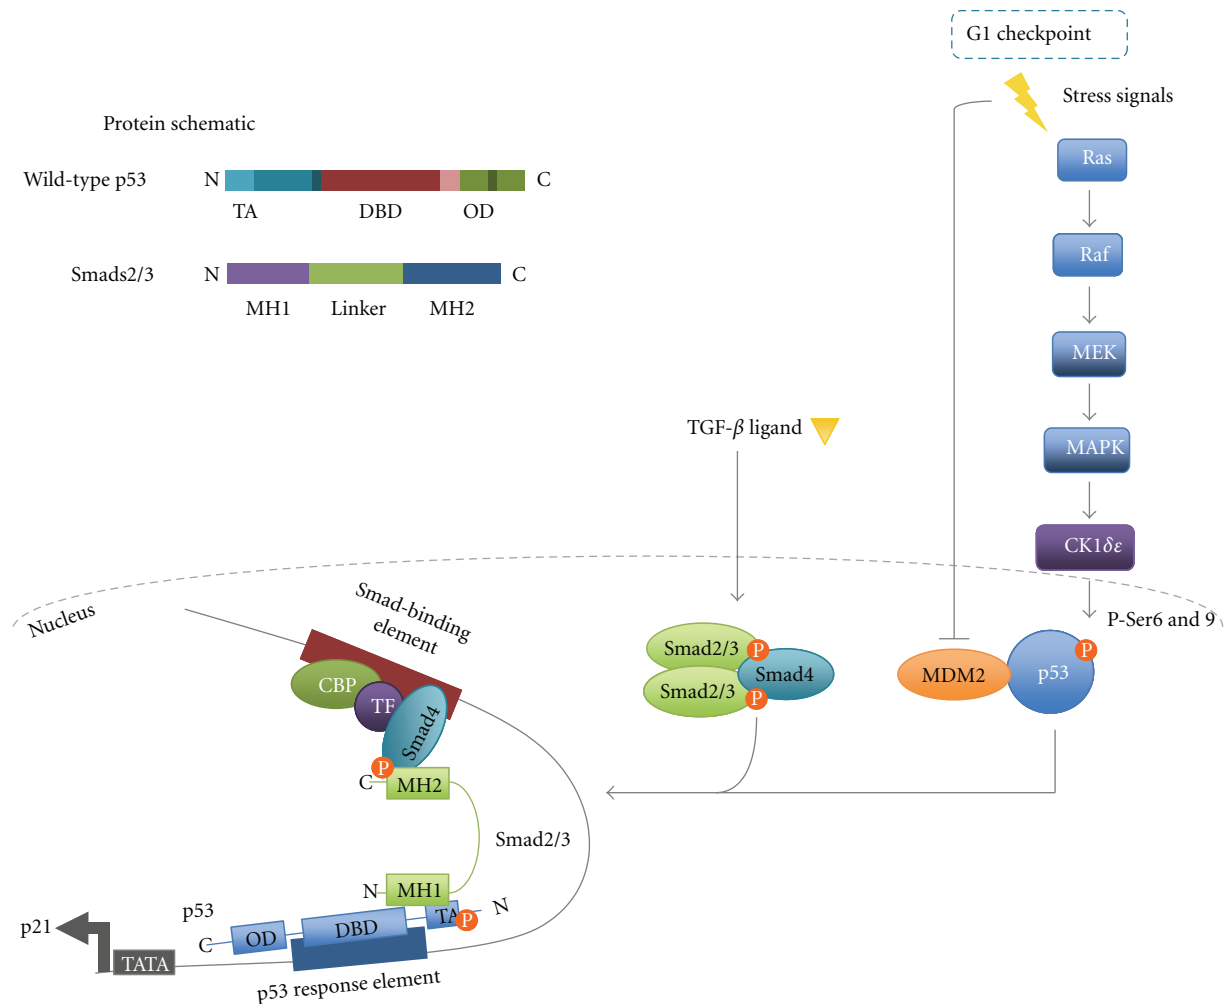 G1 checkpoint
Stress signals
Protein schematic
Wild-type p53
N
C
TA
DBD
OD
Smads2/3
N
C
MH1
Linker
MH2
Ras
Raf
MEK
MAPK
CK1δε
TGF-β ligand
P-Ser6 and 9
Nucleus
Smad-binding
element
CBP
TF
Smad4
P
C
MH2
Smad2/3
N
MH1
Smad2/3
Smad2/3
P
P
Smad4
MDM2
p53
P
p21
TATA
p53
C
OD
DBD
TA
P
N
p53 response element